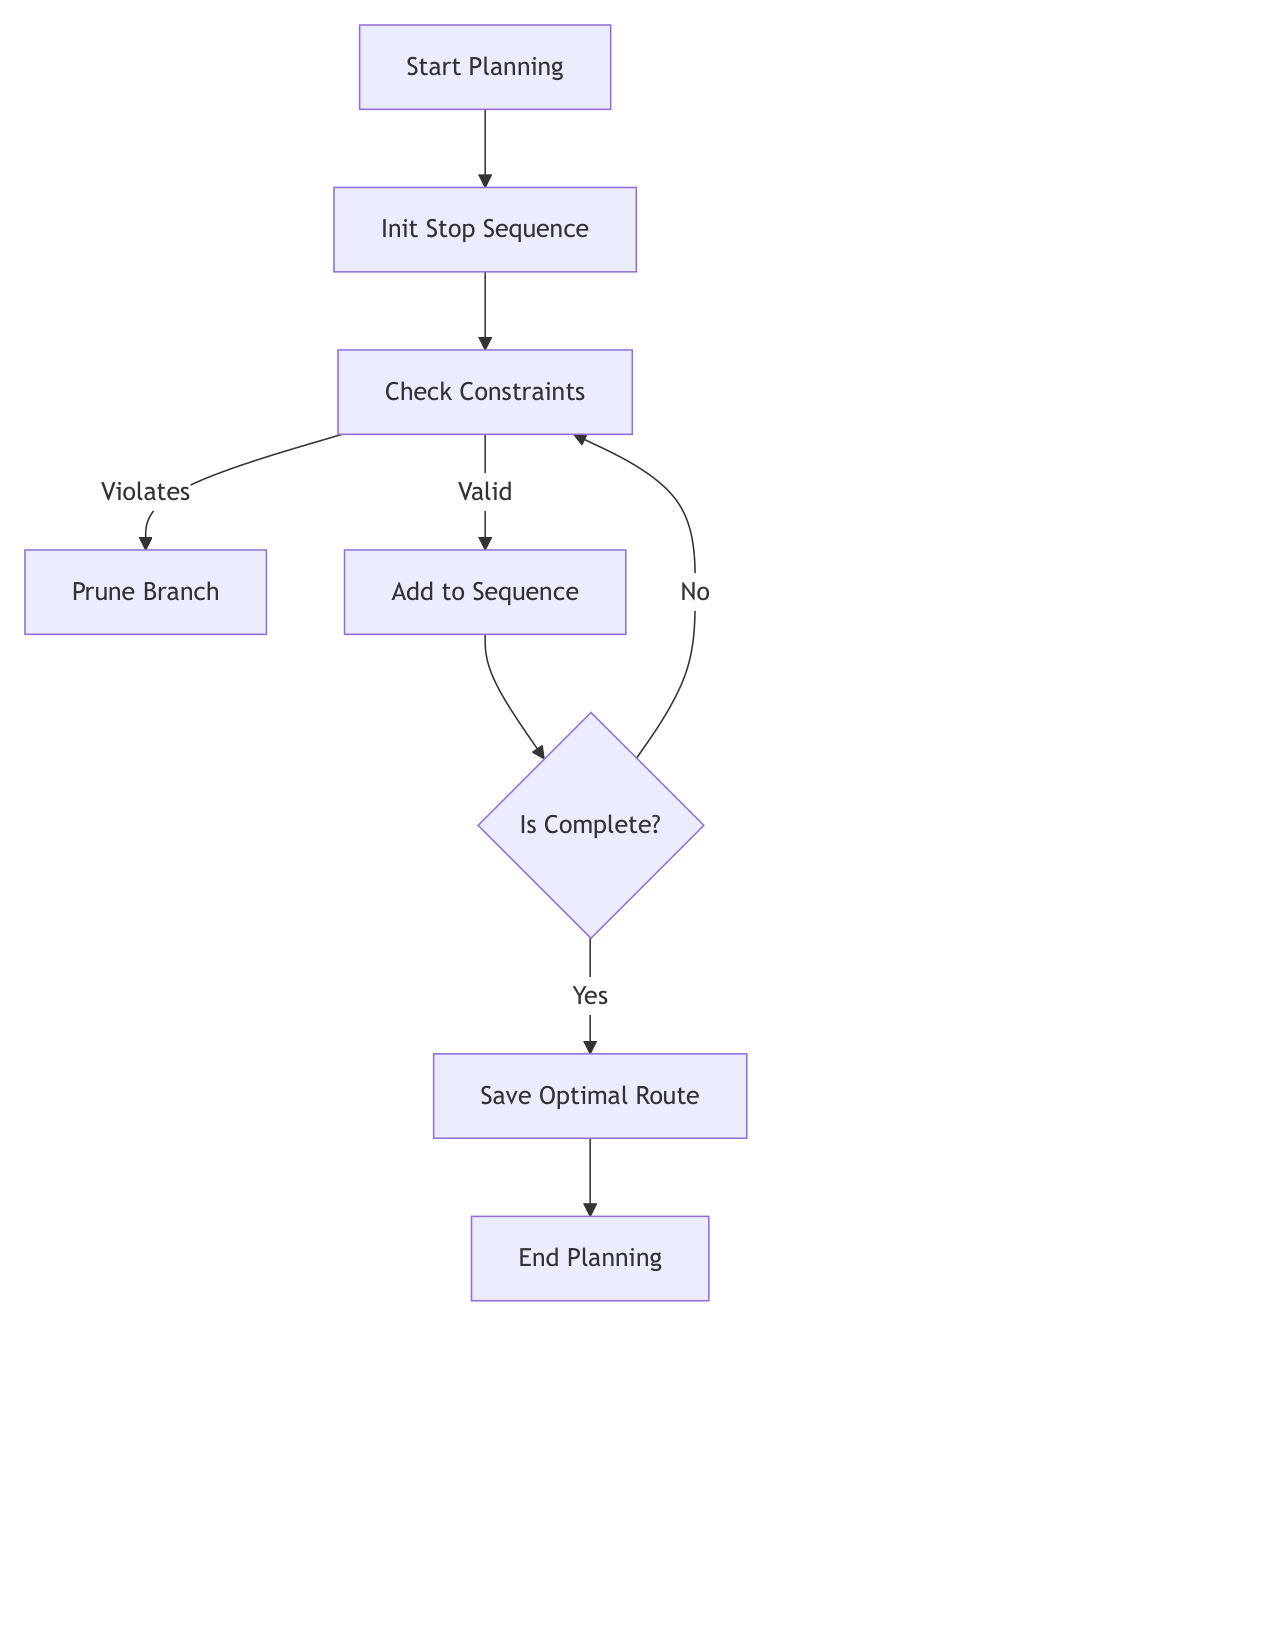 Start Planning
Init Stop Sequence
Check Constraints
Violates
Valid
Prune Branch
Add to Sequence
No
Is Complete?
Yes
Save Optimal Route
End Planning